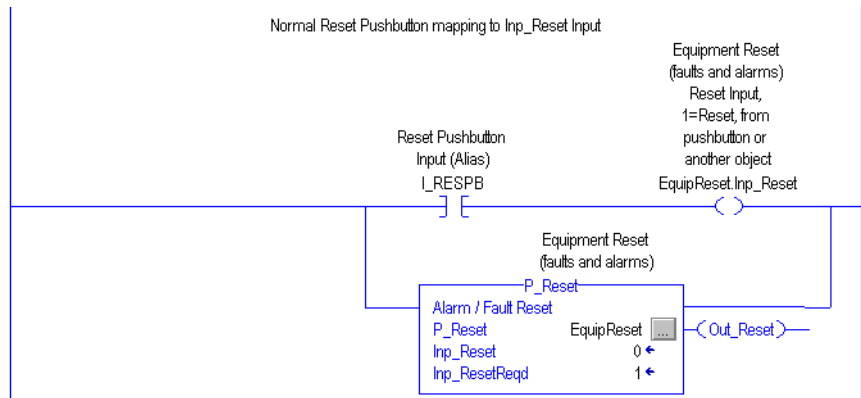 Normal Reset Pushbutton mapping to Inp_Reset Input
Equipment Reset
(faults and alarms)
Reset Input,
1=Reset, from
pushbutton or
another object
EquipReset.Inp_Reset
Reset Pushbutton
Input (Alias)
I_RESPB
Equipment Reset
(faults and alarms)
P_Reset
Alarm / Fault Reset
P_Reset EquipReset ...
Out_Reset
Inp_Reset 0
Inp_ResetReqd 1